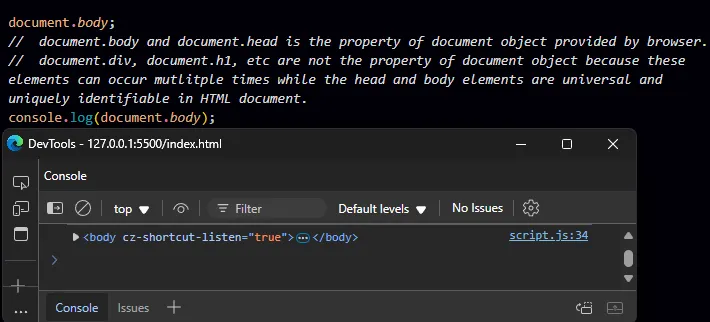 document.body;
//  document.body and document.head is the property of document object provided by browser.
//  document.div, document.h1, etc are not the property of document object because these
elements can occur mutlitple times while the head and body elements are universal and
uniquely identifiable in HTML document.
console.log(document.body);
DevTools - 127.0.0.1:5500/index.html
Console
top Filter Default levels No Issues
<body cz-shortcut-listen="true"> </body> script.js:34
Console Issues